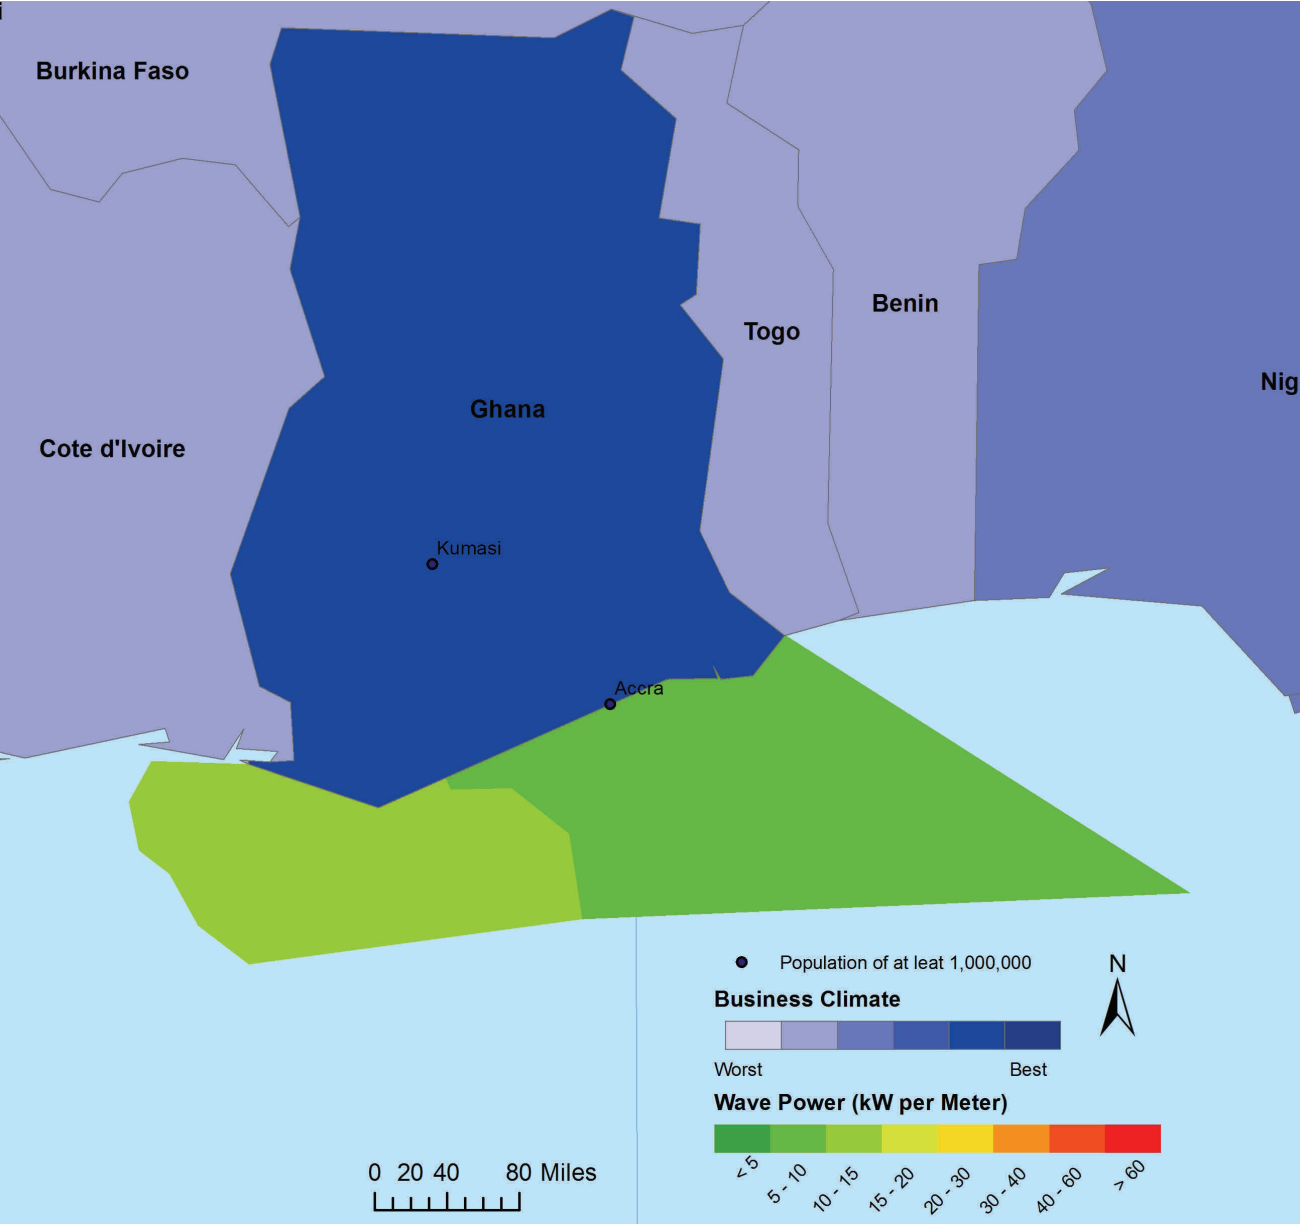 i
Burkina Faso
Benin
Togo
Nig
Ghana
Cote d'Ivoire
Kumasi
Accra
Population of at leat 1,000,000
N
Business Climate
Worst Best
Wave Power (kW per Meter)
< 5 5 - 10 10 - 15 15 - 20 20 - 30 30 - 40 40 - 60 > 60
0 20 40 80 Miles